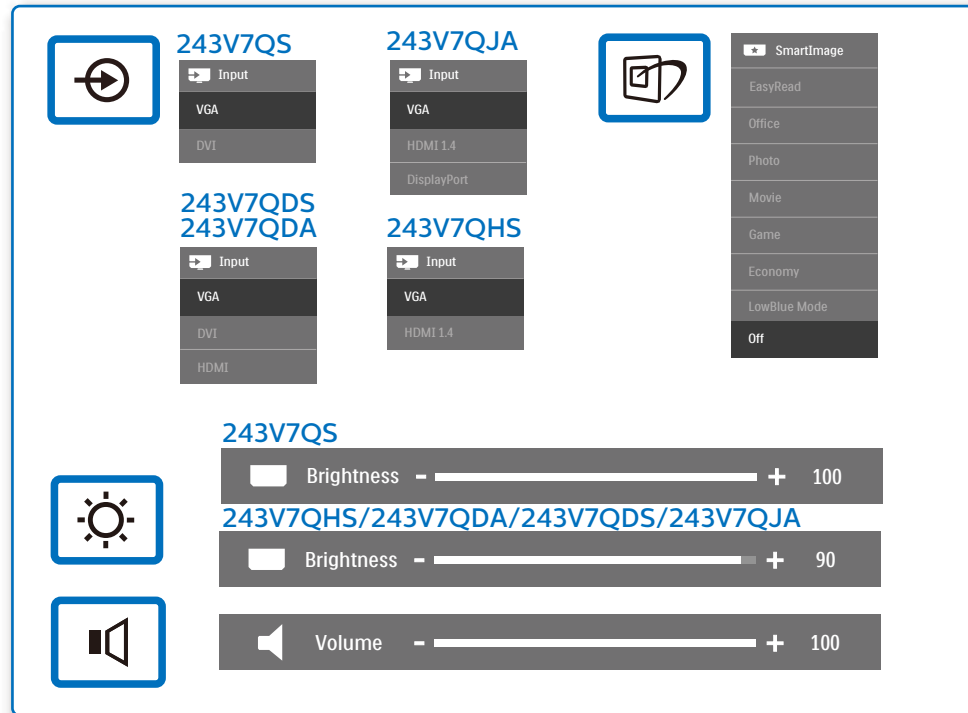 243V7QS
Input
VGA
DVI
243V7QJA
Input
VGA
HDMI 1.4
DisplayPort
243V7QDS
243V7QDA
Input
VGA
DVI
HDMI
243V7QHS
Input
VGA
HDMI 1.4
SmartImage
EasyRead
Office
Photo
Movie
Game
Economy
LowBlue Mode
Off
243V7QS
Brightness - + 100
243V7QHS/243V7QDA/243V7QDS/243V7QJA
Brightness - + 90
Volume - + 100